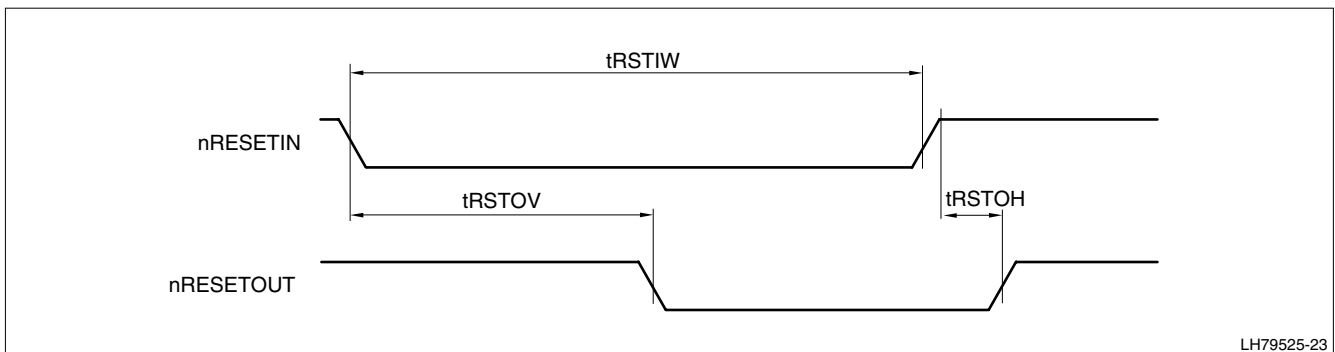 tRSTIW
nRESETIN
tRSTOV
tRSTOH
nRESETOUT
LH79525-23